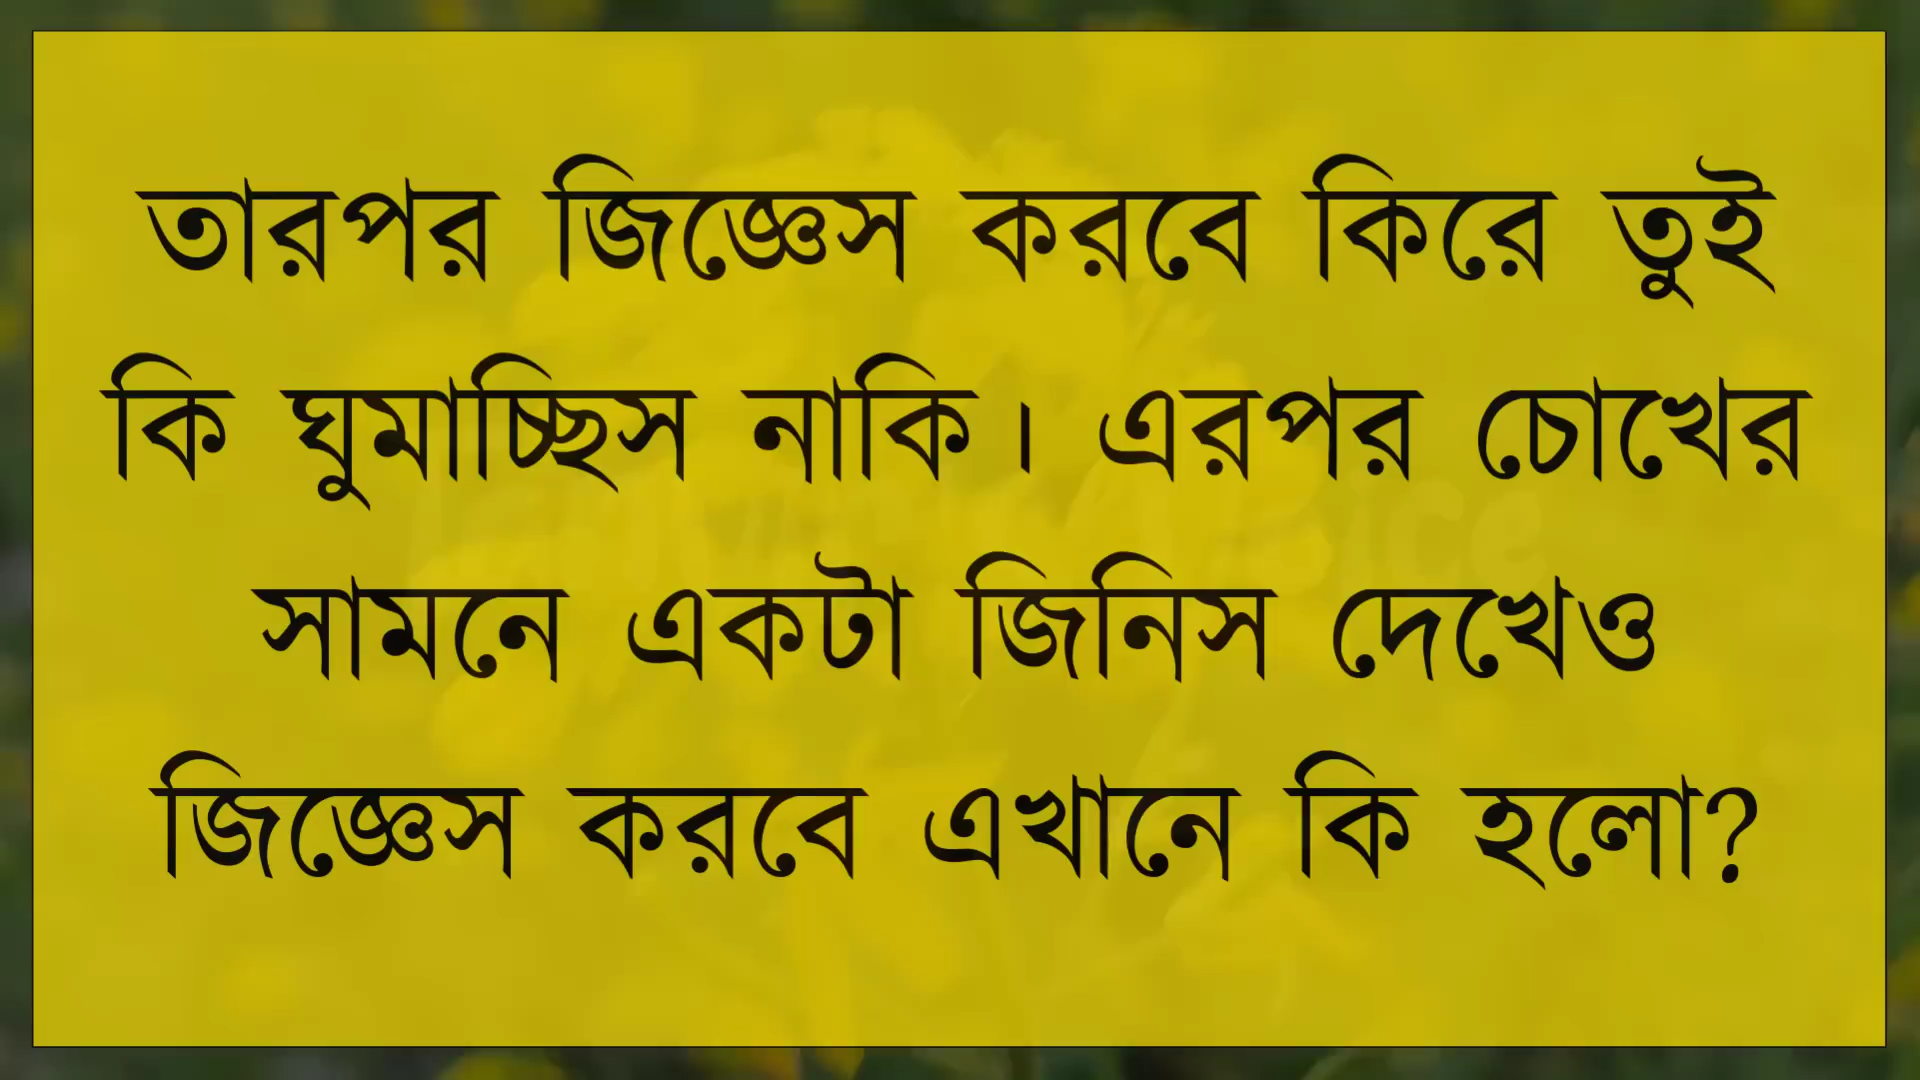 তারপর জিজ্ঞেস করবে কিরে তুই
কি ঘুমাচ্ছিস নাকি। এরপর চোখের
সামনে একটা জিনিস দেখেও
জিজ্ঞেস করবে এখানে কি হলো?